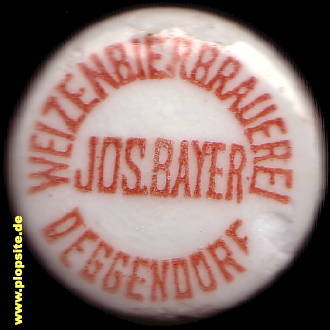 WEIZENBIERBRAUEREI
JOS.BAYER
DEGGENDORF
www.plopsite.de